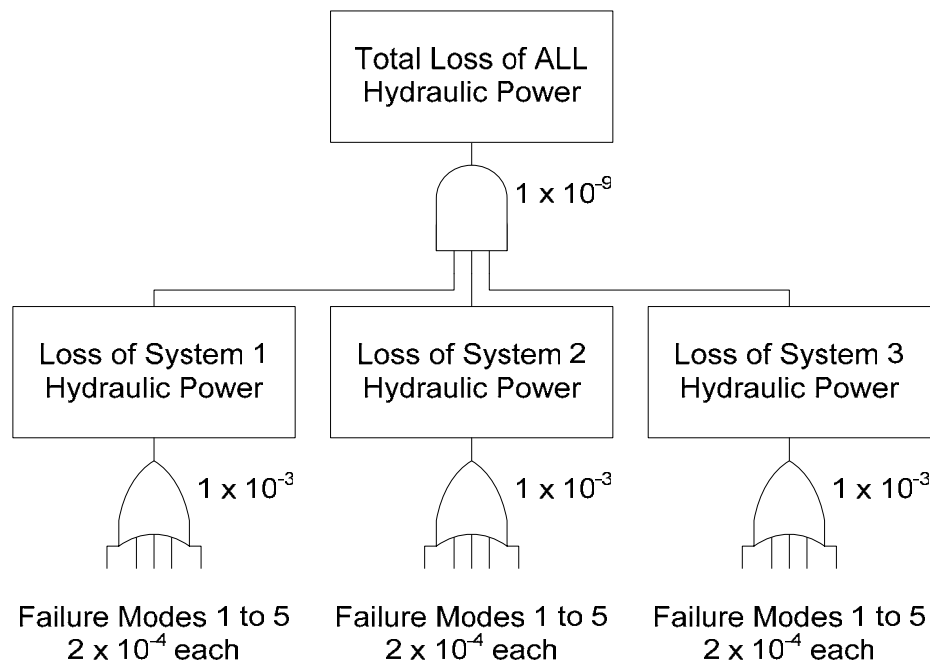 Total Loss of ALL
Hydraulic Power
1 x 10⁻⁹
Loss of System 1
Hydraulic Power
Loss of System 2
Hydraulic Power
Loss of System 3
Hydraulic Power
1 x 10⁻³
1 x 10⁻³
1 x 10⁻³
Failure Modes 1 to 5
2 x 10⁻⁴ each
Failure Modes 1 to 5
2 x 10⁻⁴ each
Failure Modes 1 to 5
2 x 10⁻⁴ each